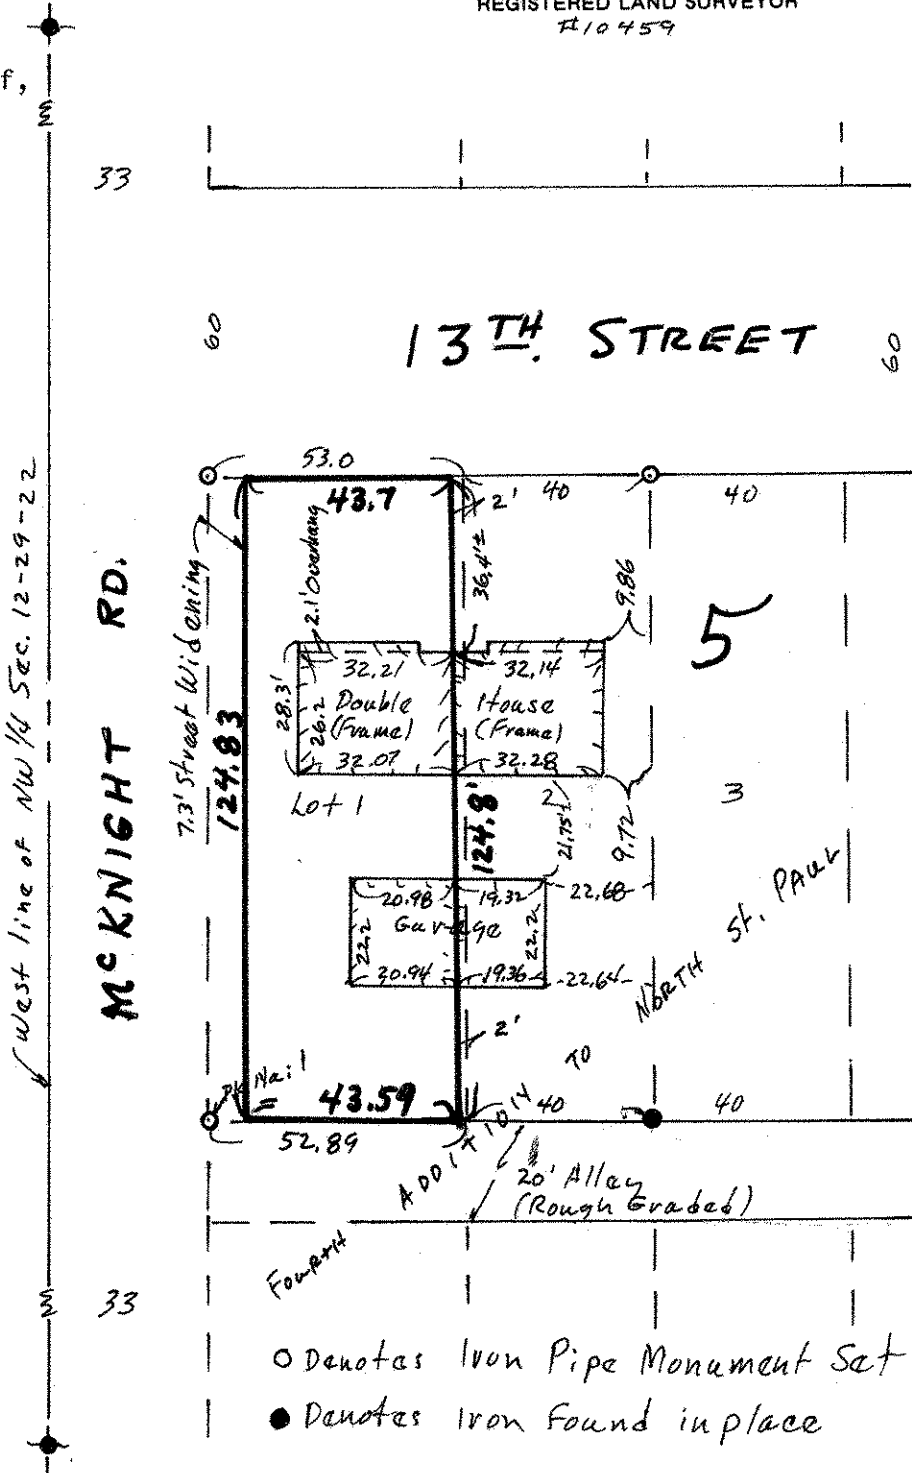 REGISTERED LAND SURVEYOR
#10459
f,
33
60
13TH. STREET
60
53.0
43.7
2'
40
40
36.4'±
2.1' Overhang
9.86
5
7.3' Street Widening
McKNIGHT RD.
West line of NW 1/4 Sec. 12-29-22
124.83
32.21
32.14
28.3'
26.2
Double
(Frame)
House
(Frame)
32.07
32.28
Lot 1
2
3
124.8'
21.75'±
9.72
20.98
19.32
22.68
22.2
Garage
22.2
20.94
19.36
22.64
2'
PK Nail
43.59
40
40
52.89
FOURTH ADDITION TO NORTH St. PAUL
20' Alley
(Rough Graded)
33
Denotes Iron Pipe Monument Set
Denotes Iron Found in place